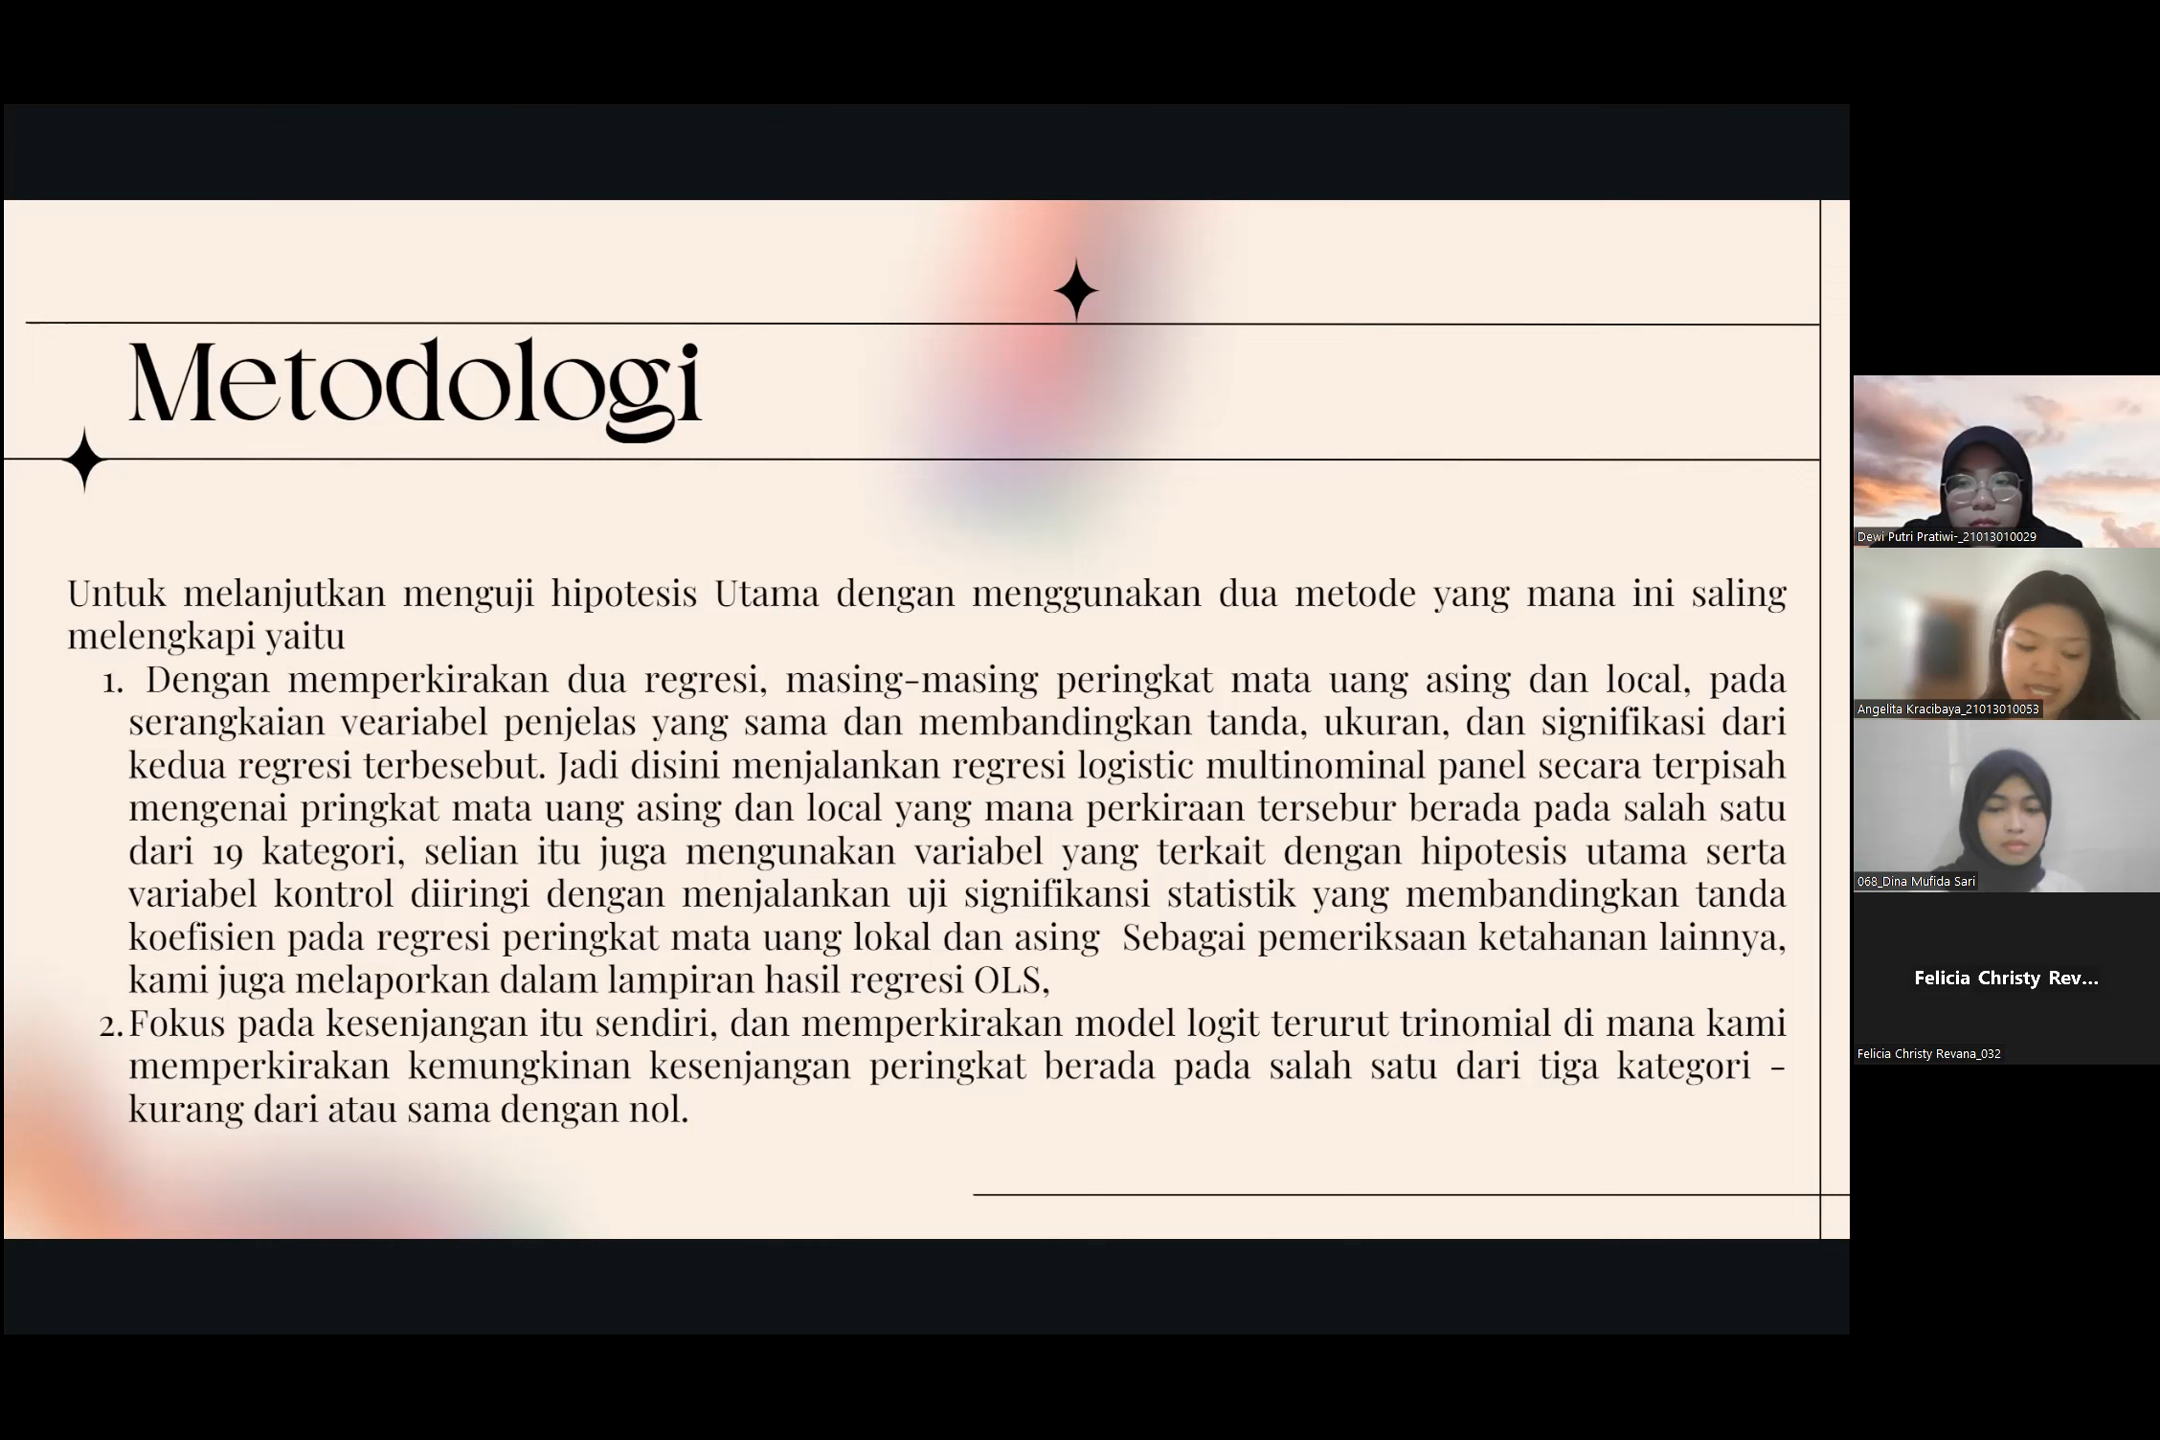 Metodologi
Untuk melanjutkan menguji hipotesis Utama dengan menggunakan dua metode yang mana ini saling
melengkapi yaitu
1. Dengan memperkirakan dua regresi, masing-masing peringkat mata uang asing dan local, pada
serangkaian veariabel penjelas yang sama dan membandingkan tanda, ukuran, dan signifikasi dari
kedua regresi terbesebut. Jadi disini menjalankan regresi logistic multinominal panel secara terpisah
mengenai pringkat mata uang asing dan local yang mana perkiraan tersebur berada pada salah satu
dari 19 kategori, selian itu juga mengunakan variabel yang terkait dengan hipotesis utama serta
variabel kontrol diiringi dengan menjalankan uji signifikansi statistik yang membandingkan tanda
koefisien pada regresi peringkat mata uang lokal dan asing  Sebagai pemeriksaan ketahanan lainnya,
kami juga melaporkan dalam lampiran hasil regresi OLS,
2. Fokus pada kesenjangan itu sendiri, dan memperkirakan model logit terurut trinomial di mana kami
memperkirakan kemungkinan kesenjangan peringkat berada pada salah satu dari tiga kategori -
kurang dari atau sama dengan nol.
Dewi Putri Pratiwi-_21013010029
Angelita Kracibaya_21013010053
068_Dina Mufida Sari
Felicia Christy Rev...
Felicia Christy Revana_032